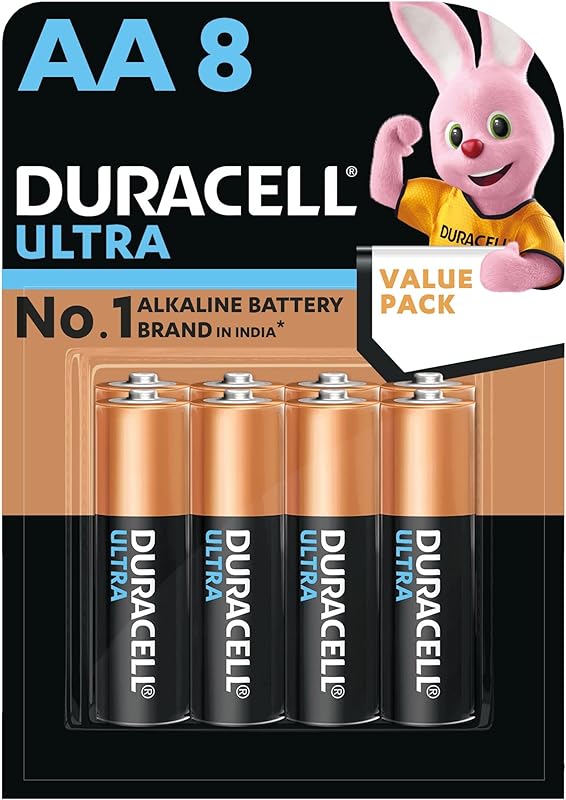 AA 8
DURACELL®
ULTRA
No.1 ALKALINE BATTERY
BRAND IN INDIA*
DURACELL
VALUE
PACK
DURACELL®
ULTRA
DURACELL®
ULTRA
DURACELL®
ULTRA
DURACELL®
ULTRA